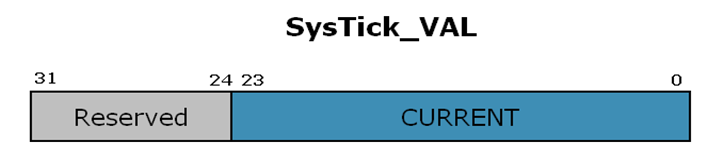 SysTick_VAL
31 24 23 0
Reserved CURRENT